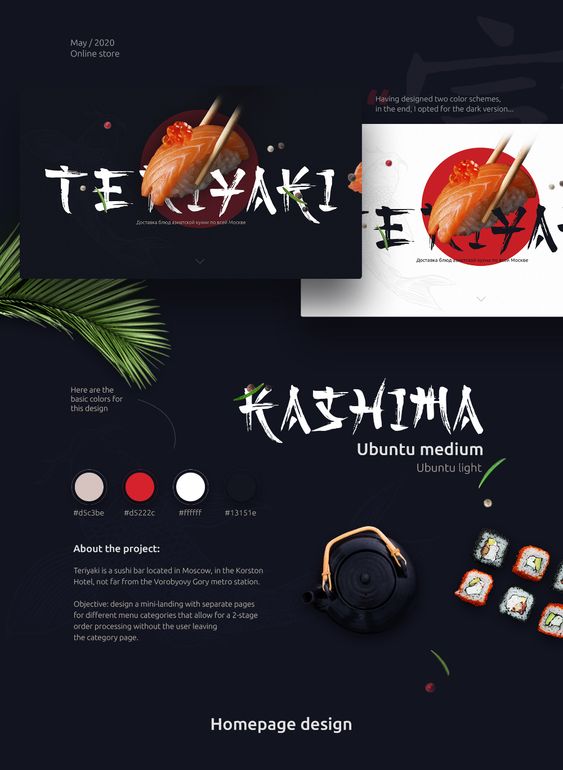 May / 2020
Online store
Having designed two color schemes,
in the end, I opted for the dark version...
TERIYAKI
Доставка блюд азиатской кухни по всей Москве
TERIYA
Доставка блюд азиатской кухни по всей Москве
Here are the
basic colors for
this design
KASHIMA
Ubuntu medium
Ubuntu light
#d5c3be
#d5222c
#ffffff
#13151e
About the project:
Teriyaki is a sushi bar located in Moscow, in the Korston
Hotel, not far from the Vorobyovy Gory metro station.
Objective: design a mini-landing with separate pages
for different menu categories that allow for a 2-stage
order processing without the user leaving
the category page.
Homepage design